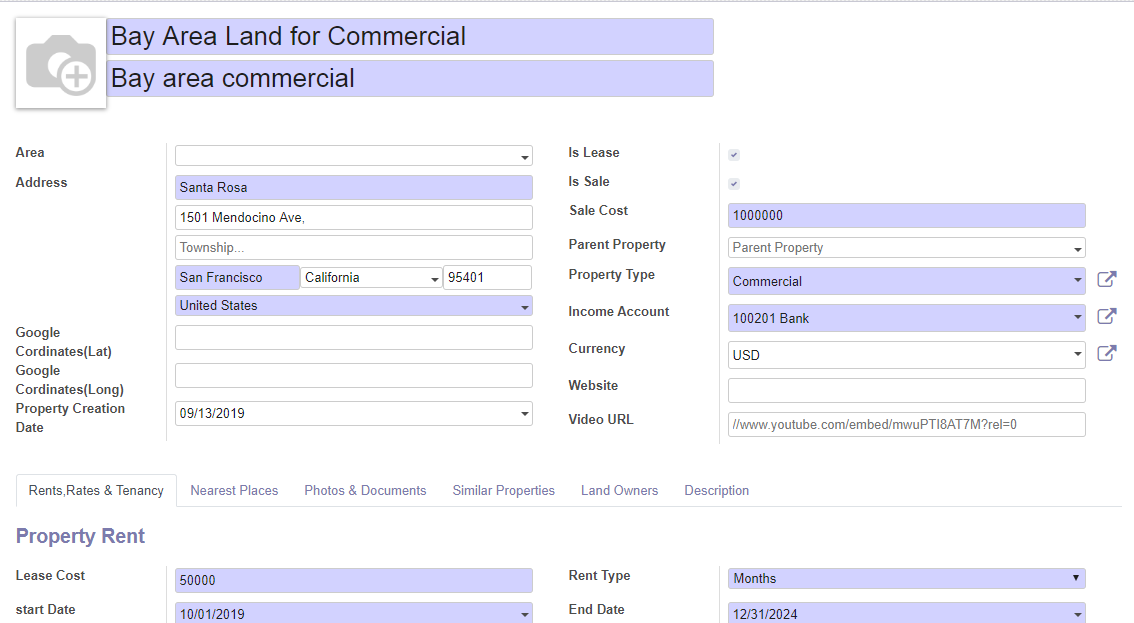 Bay Area Land for Commercial
Bay area commercial
Area
Address
Santa Rosa
1501 Mendocino Ave,
Township...
San Francisco California 95401
United States
Google
Cordinates(Lat)
Google
Cordinates(Long)
Property Creation
Date
09/13/2019
Is Lease
Is Sale
Sale Cost 1000000
Parent Property Parent Property
Property Type Commercial
Income Account 100201 Bank
Currency USD
Website
Video URL //www.youtube.com/embed/mwuPTI8AT7M?rel=0
Rents,Rates & Tenancy Nearest Places Photos & Documents Similar Properties Land Owners Description
Property Rent
Lease Cost 50000 Rent Type Months
start Date 10/01/2019 End Date 12/31/2024